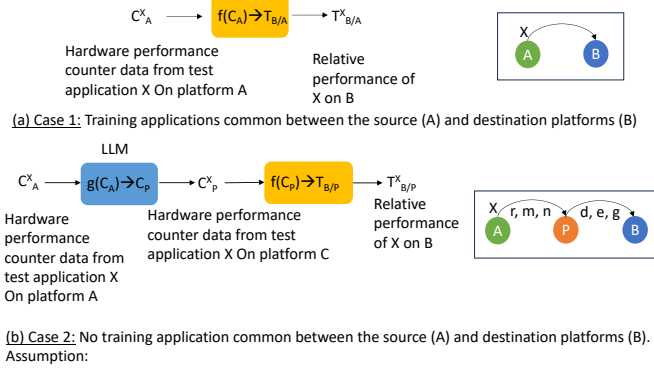 C^X_A f(C_A)→T_B/A T^X_B/A
Hardware performance
counter data from test
application X On platform A
Relative
performance of
X on B
X
A B
(a) Case 1: Training applications common between the source (A) and destination platforms (B)
LLM
C^X_A g(C_A)→C_P C^X_P f(C_P)→T_B/P T^X_B/P
Hardware
performance
counter data from
test application X
On platform A
Hardware performance
counter data from test
application X On platform C
Relative
performance
of X on B
X r, m, n d, e, g
A P B
(b) Case 2: No training application common between the source (A) and destination platforms (B).
Assumption: